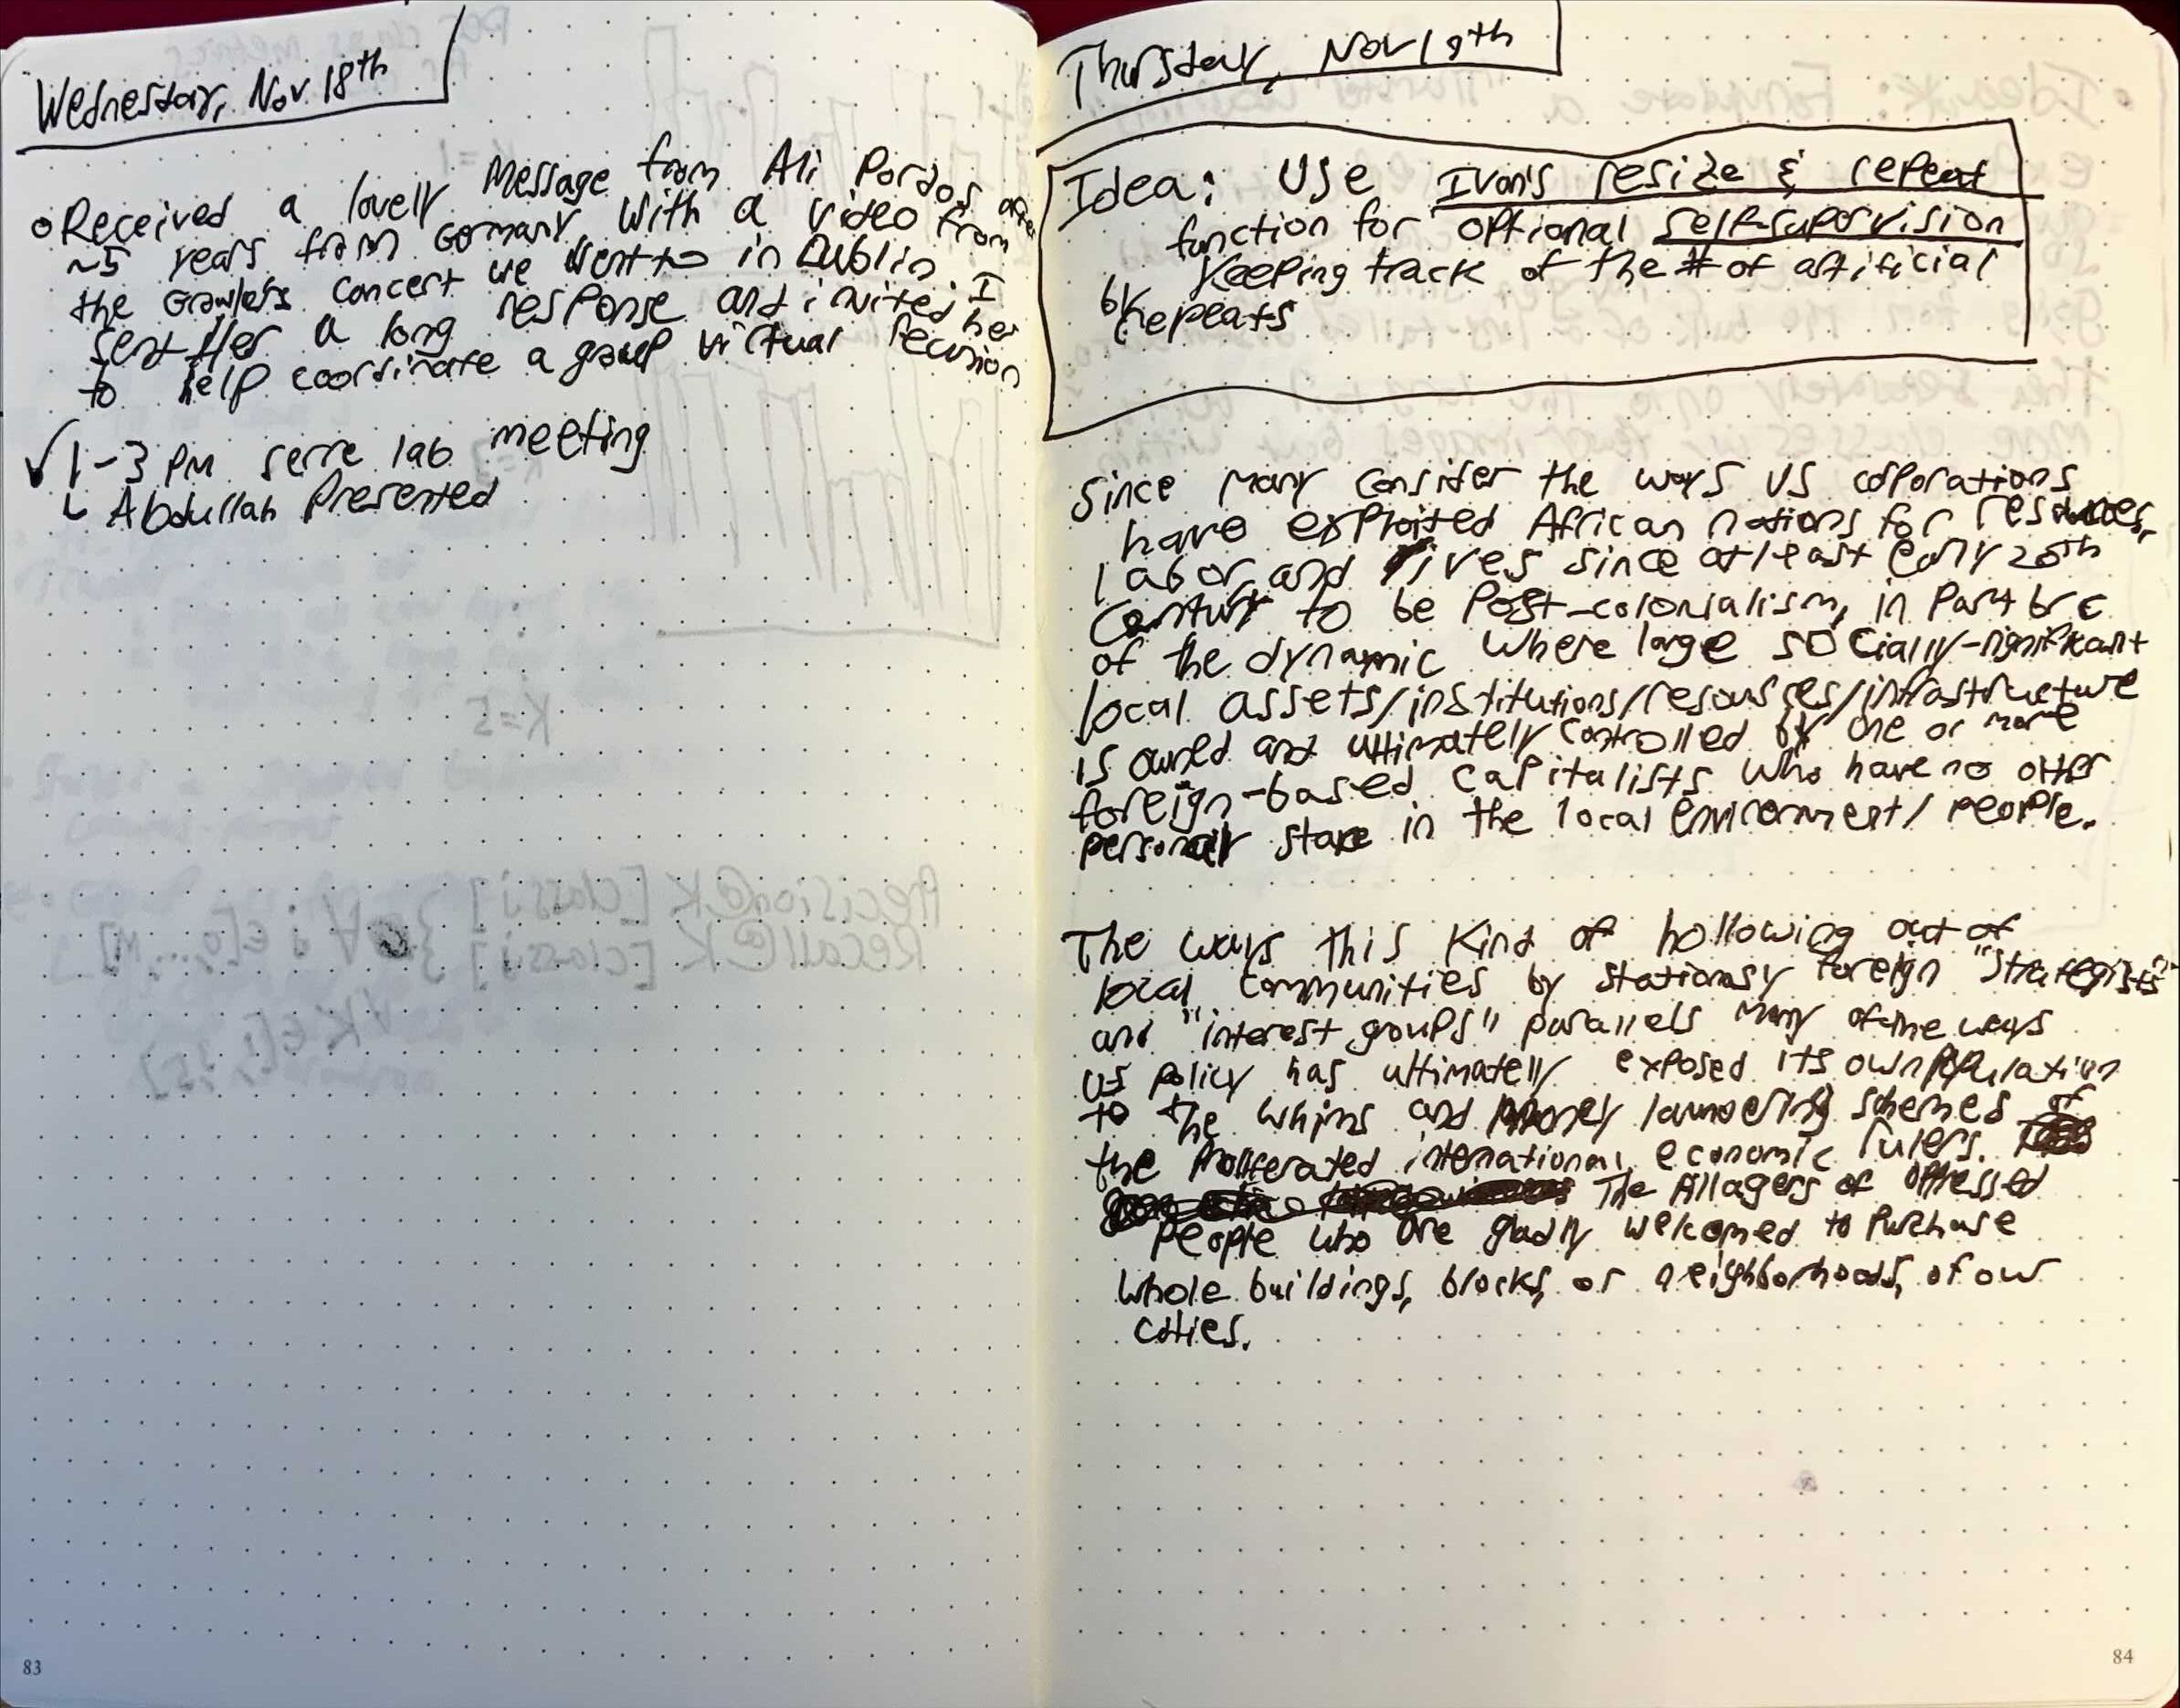 Wednesday, Nov. 18th
○ Received a lovely message from Ali Pordos after
~5 years from Germany, with a video from
the concert we went to in Dublin. I
sent her a long response and invited her
to help coordinate a group virtual reunion
✓ 1-3 PM serre lab meeting
↳ Abdullah Presented
83
Thursday, Nov 19th
Idea: Use Ivan's resize & repeat
function for optional self-supervision
by keeping track of the # of artificial
repeats
Since many consider the ways US corporations
have exploited African nations for resources,
labor, and lives since at least early 20th
century to be Post-colonialism, in Part b/c
of the dynamic where large socially-significant
local assets/institutions/resources/infrastructure
is owned and ultimately controlled by one or more
foreign-based capitalists who have no other
personal stake in the local environment/people.
The ways this kind of hollowing out of
local communities by stationary foreign "strategists"
and "interest groups" parallels many of the ways
US policy has ultimately exposed its own population
to the whims and money laundering schemes of
the proliferated international economic rulers.
The Pillagers of oppressed
People who are gladly welcomed to purchase
whole buildings, blocks, or neighborhoods, of our
cities.
84